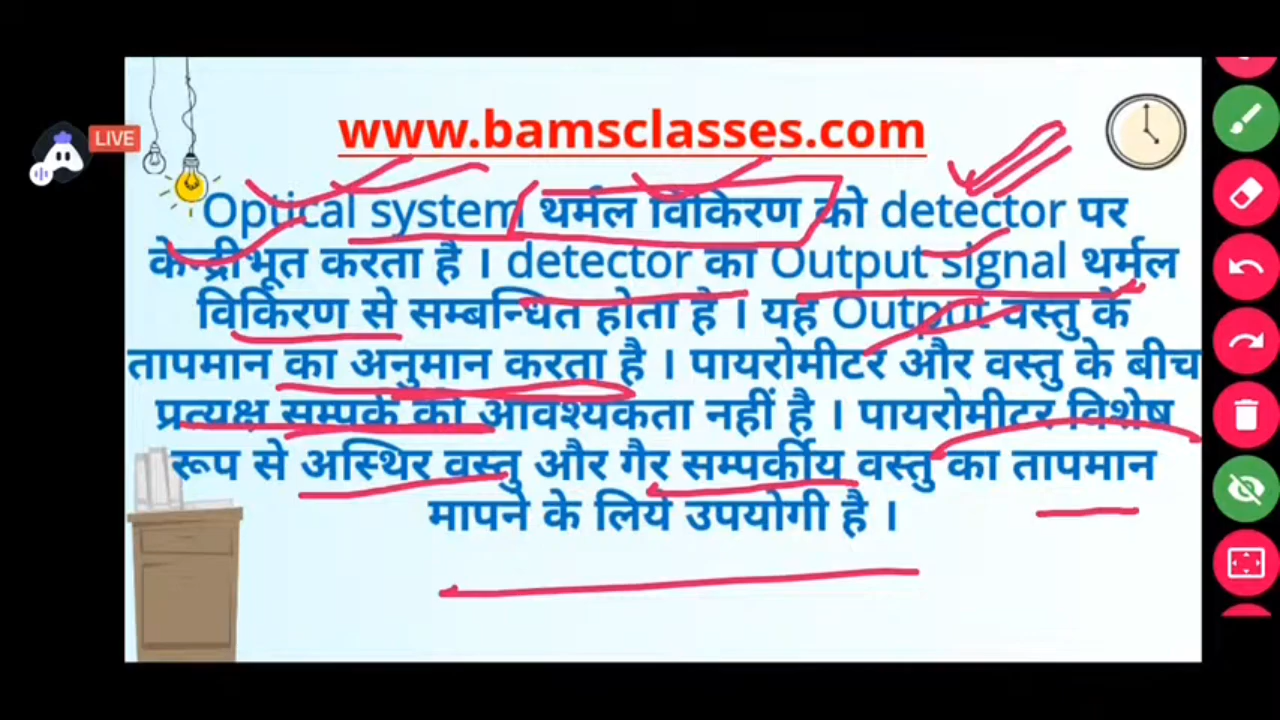 LIVE
www.bamsclasses.com
Optical system थर्मल विकिरण को detector पर
केन्द्रीभूत करता है । detector का Output signal थर्मल
विकिरण से सम्बन्धित होता है । यह Output वस्तु के
तापमान का अनुमान करता है । पायरोमीटर और वस्तु के बीच
प्रत्यक्ष सम्पर्क की आवश्यकता नहीं है । पायरोमीटर विशेष
रूप से अस्थिर वस्तु और गैर सम्पर्कीय वस्तु का तापमान
मापने के लिये उपयोगी है ।